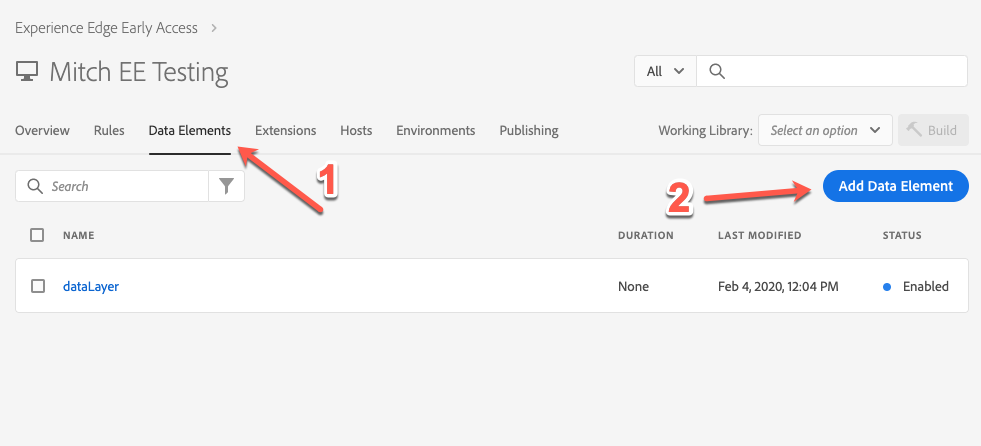 Experience Edge Early Access >
Mitch EE Testing
All
Overview Rules Data Elements Extensions Hosts Environments Publishing Working Library: Select an option Build
1
Search
2
Add Data Element
NAME DURATION LAST MODIFIED STATUS
dataLayer None Feb 4, 2020, 12:04 PM Enabled